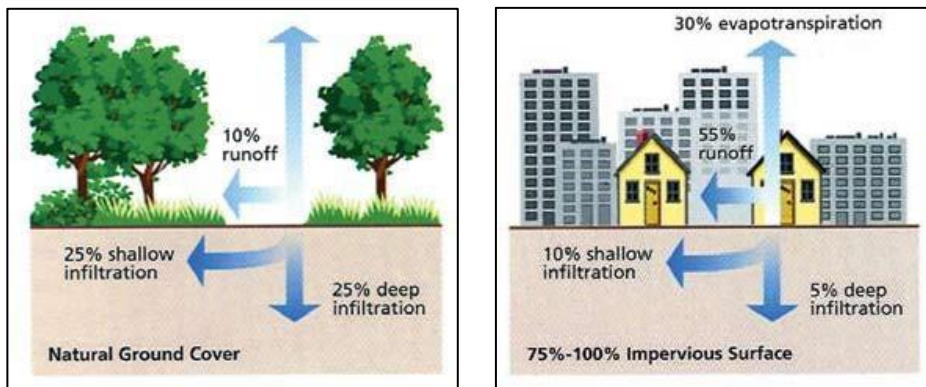 10%
runoff
25% shallow
infiltration
25% deep
infiltration
Natural Ground Cover
30% evapotranspiration
55%
runoff
10% shallow
infiltration
5% deep
infiltration
75%-100% Impervious Surface